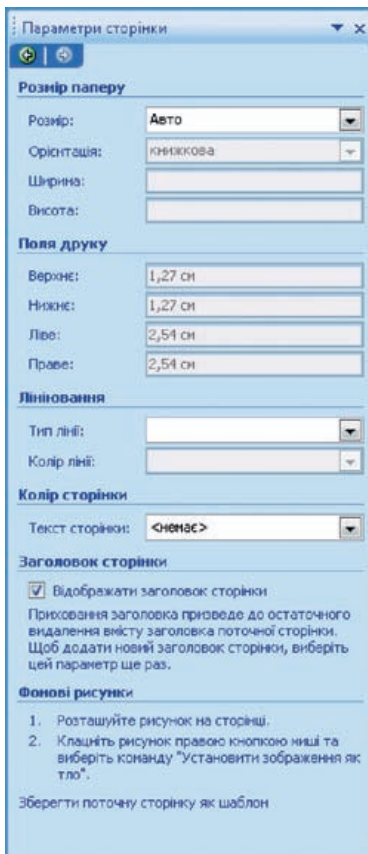 Параметри сторінки
Розмір паперу
Розмір: Авто
Орієнтація: книжкова
Ширина:
Висота:
Поля друку
Верхнє: 1,27 см
Нижнє: 1,27 см
Ліве: 2,54 см
Праве: 2,54 см
Лініювання
Тип лінії:
Колір лінії:
Колір сторінки
Текст сторінки: <немає>
Заголовок сторінки
Відображати заголовок сторінки
Приховання заголовка призведе до остаточного
видалення вмісту заголовка поточної сторінки.
Щоб додати новий заголовок сторінки, виберіть
цей параметр ще раз.
Фонові рисунки
1. Розташуйте рисунок на сторінці.
2. Клацніть рисунок правою кнопкою миші та
виберіть команду "Установити зображення як
тло".
Зберегти поточну сторінку як шаблон